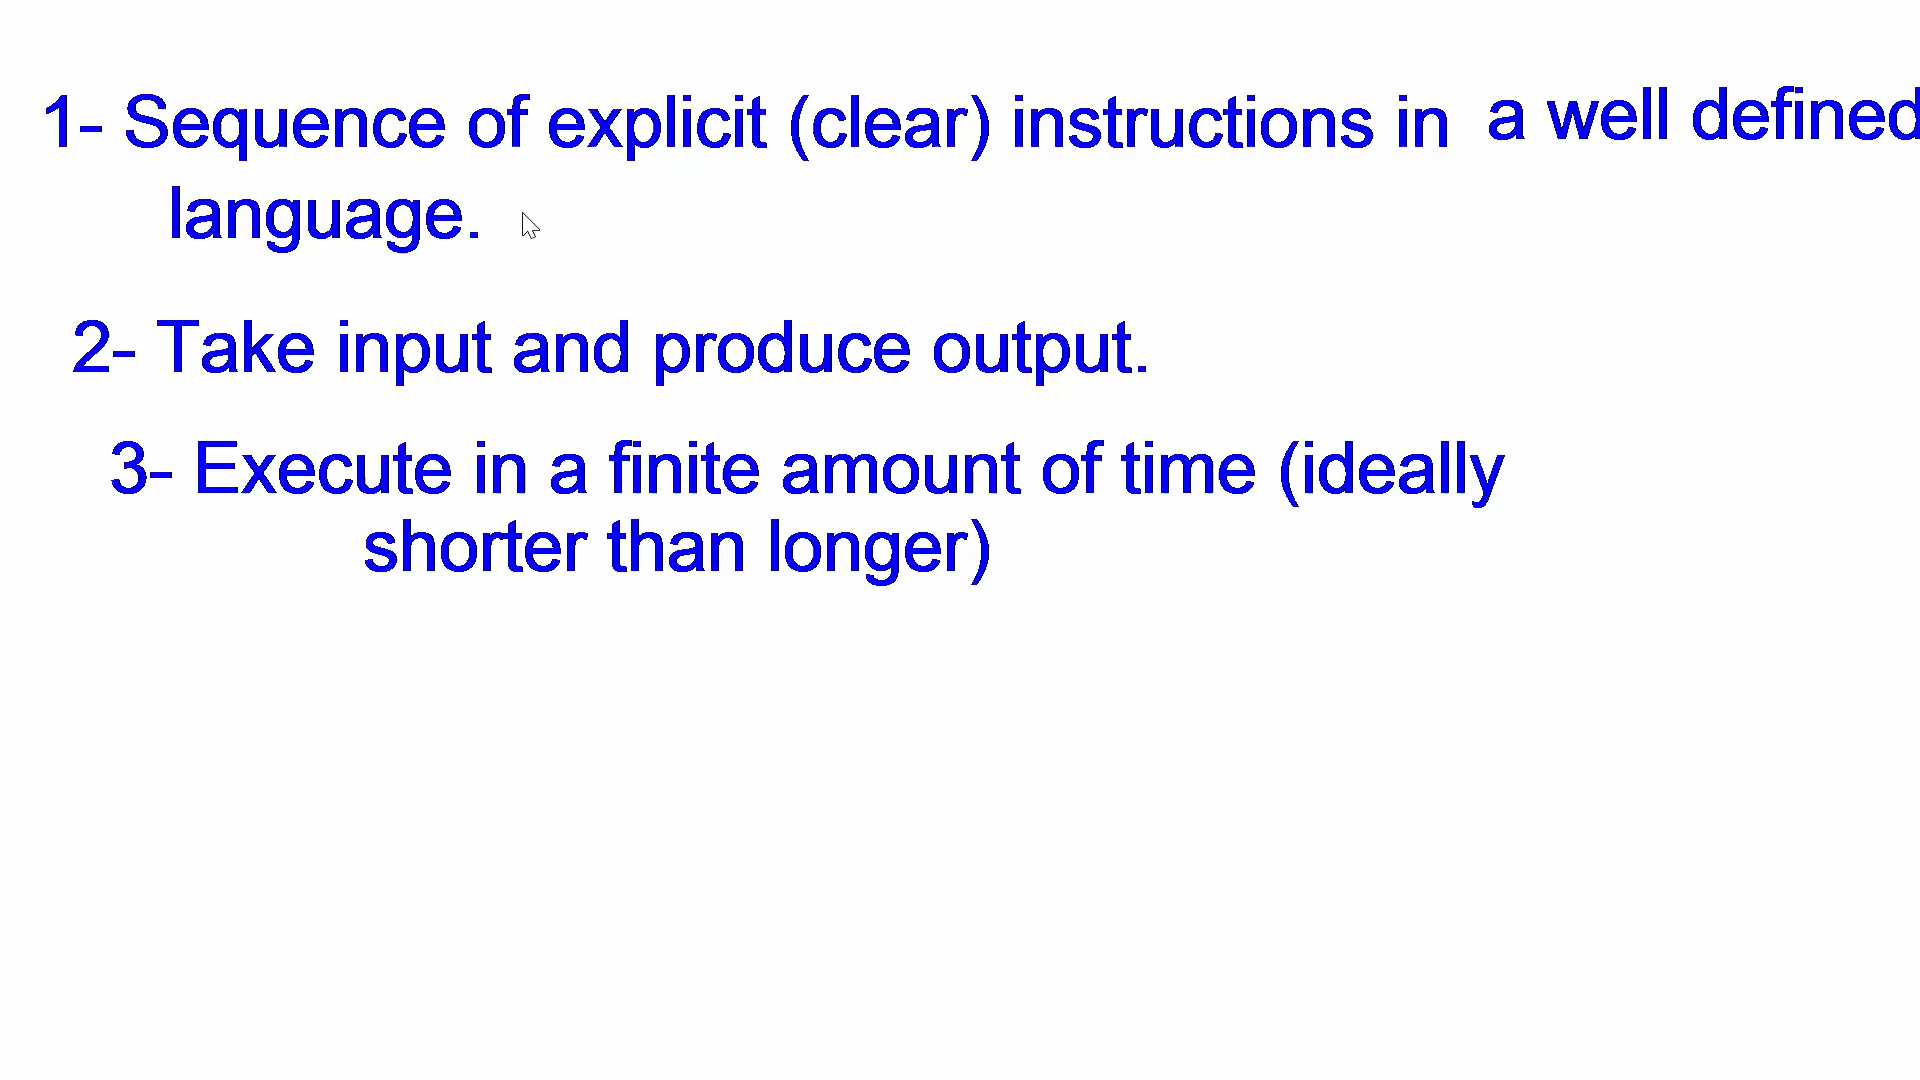 1- Sequence of explicit (clear) instructions in a well defined
language.
2- Take input and produce output.
3- Execute in a finite amount of time (ideally
shorter than longer)